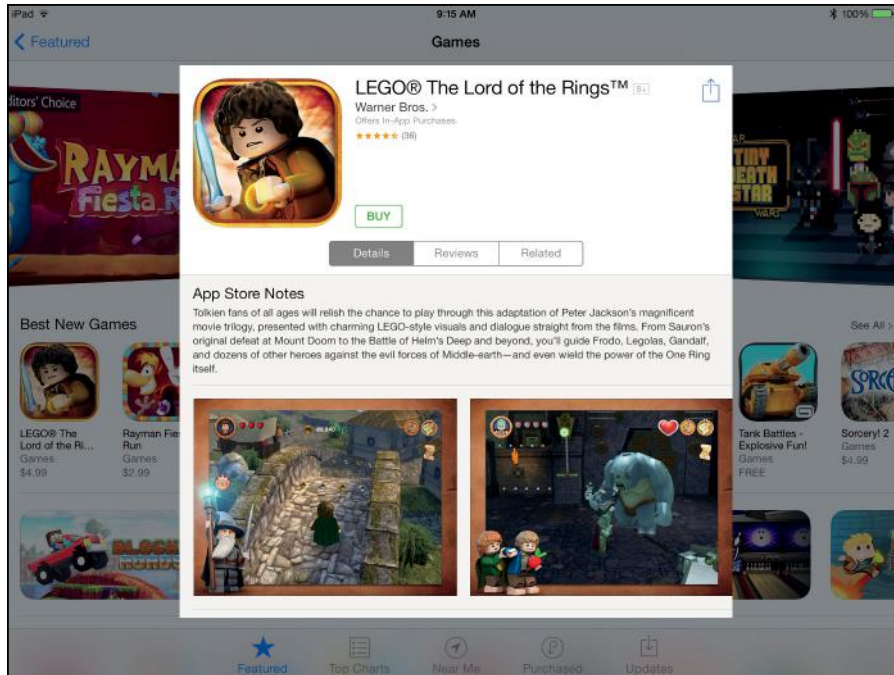 iPad
9:15 AM
100%
Featured
Games
LEGO® The Lord of the Rings™ 9+
Warner Bros. >
Offers In-App Purchases
(36)
BUY
Details
Reviews
Related
App Store Notes
Tolkien fans of all ages will relish the chance to play through this adaptation of Peter Jackson's magnificent
movie trilogy, presented with charming LEGO-style visuals and dialogue straight from the films. From Sauron's
original defeat at Mount Doom to the Battle of Helm's Deep and beyond, you'll guide Frodo, Legolas, Gandalf,
and dozens of other heroes against the evil forces of Middle-earth—and even wield the power of the One Ring
itself.
ditors' Choice
RAYMA
Fiesta R
TINY
DEATH
STAR
WARS
Best New Games
See All >
LEGO® The
Lord of the Ri...
Games
$4.99
Rayman Fie
Run
Games
$2.99
Tank Battles -
Explosive Fun!
Games
FREE
SORCE
Sorcery! 2
Games
$4.99
Featured
Top Charts
Near Me
Purchased
Updates